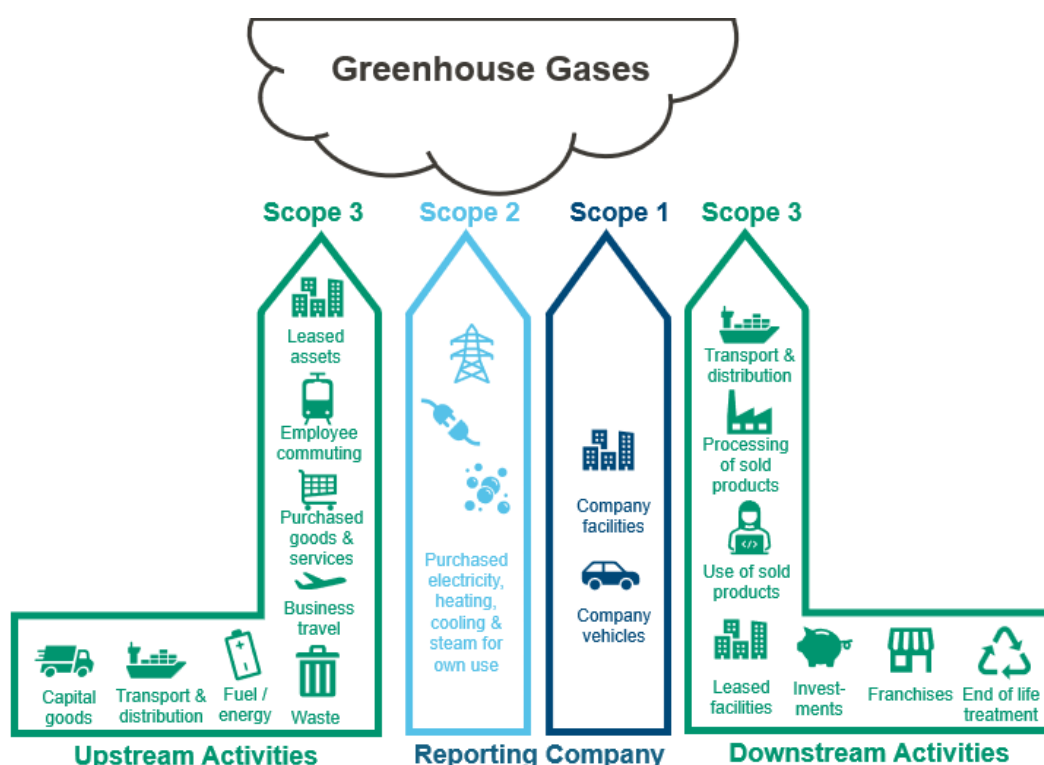 Greenhouse Gases
Scope 3
Scope 2
Scope 1
Scope 3
Leased
assets
Employee
commuting
Purchased
goods &
services
Business
travel
Capital
goods
Transport &
distribution
Fuel /
energy
Waste
Purchased
electricity,
heating,
cooling &
steam for
own use
Company
facilities
Company
vehicles
Transport &
distribution
Processing
of sold
products
</>
Use of sold
products
Leased
facilities
Invest-
ments
Franchises
End of life
treatment
Upstream Activities
Reporting Company
Downstream Activities